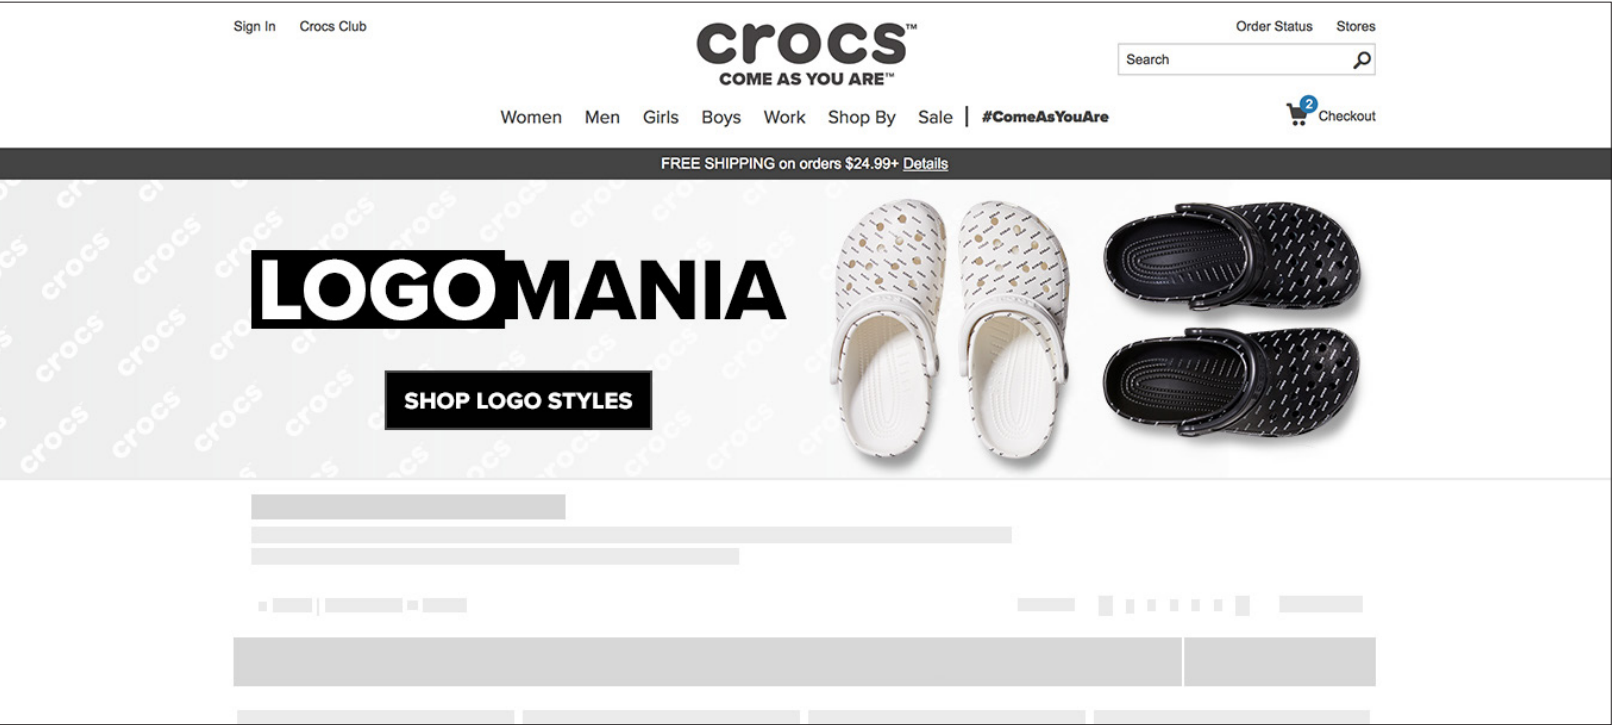 Sign In Crocs Club
Order Status Stores
crocs™
COME AS YOU ARE™
Search
Women Men Girls Boys Work Shop By Sale | #ComeAsYouAre
2
Checkout
FREE SHIPPING on orders $24.99+ Details
LOGOMANIA
SHOP LOGO STYLES